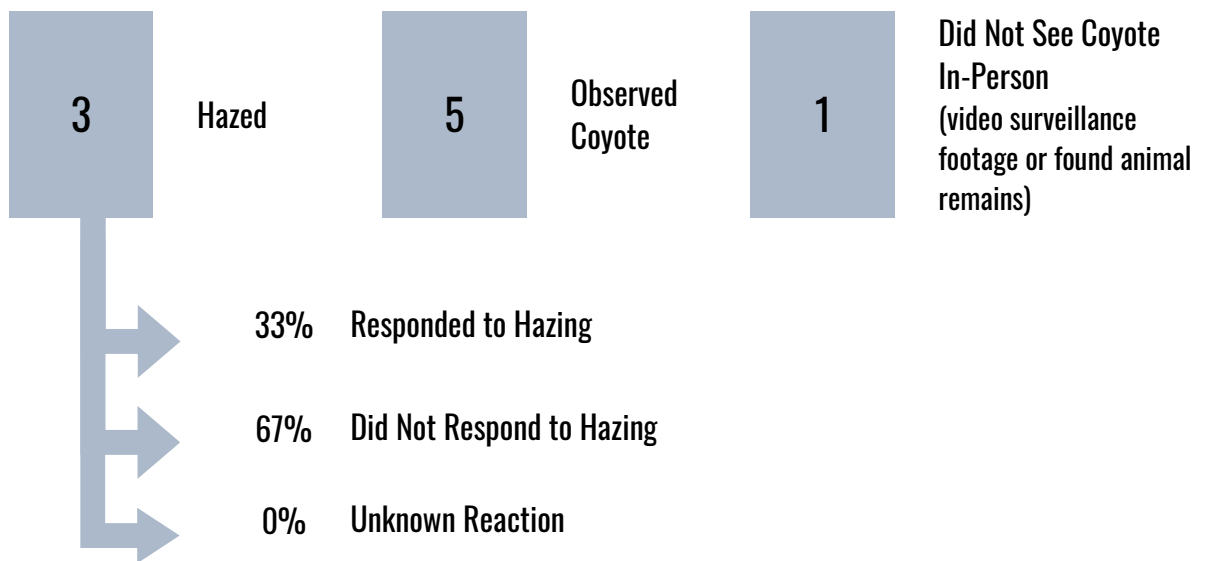 3
Hazed
5
Observed
Coyote
1
Did Not See Coyote
In-Person
(video surveillance
footage or found animal
remains)
33% Responded to Hazing
67% Did Not Respond to Hazing
0% Unknown Reaction